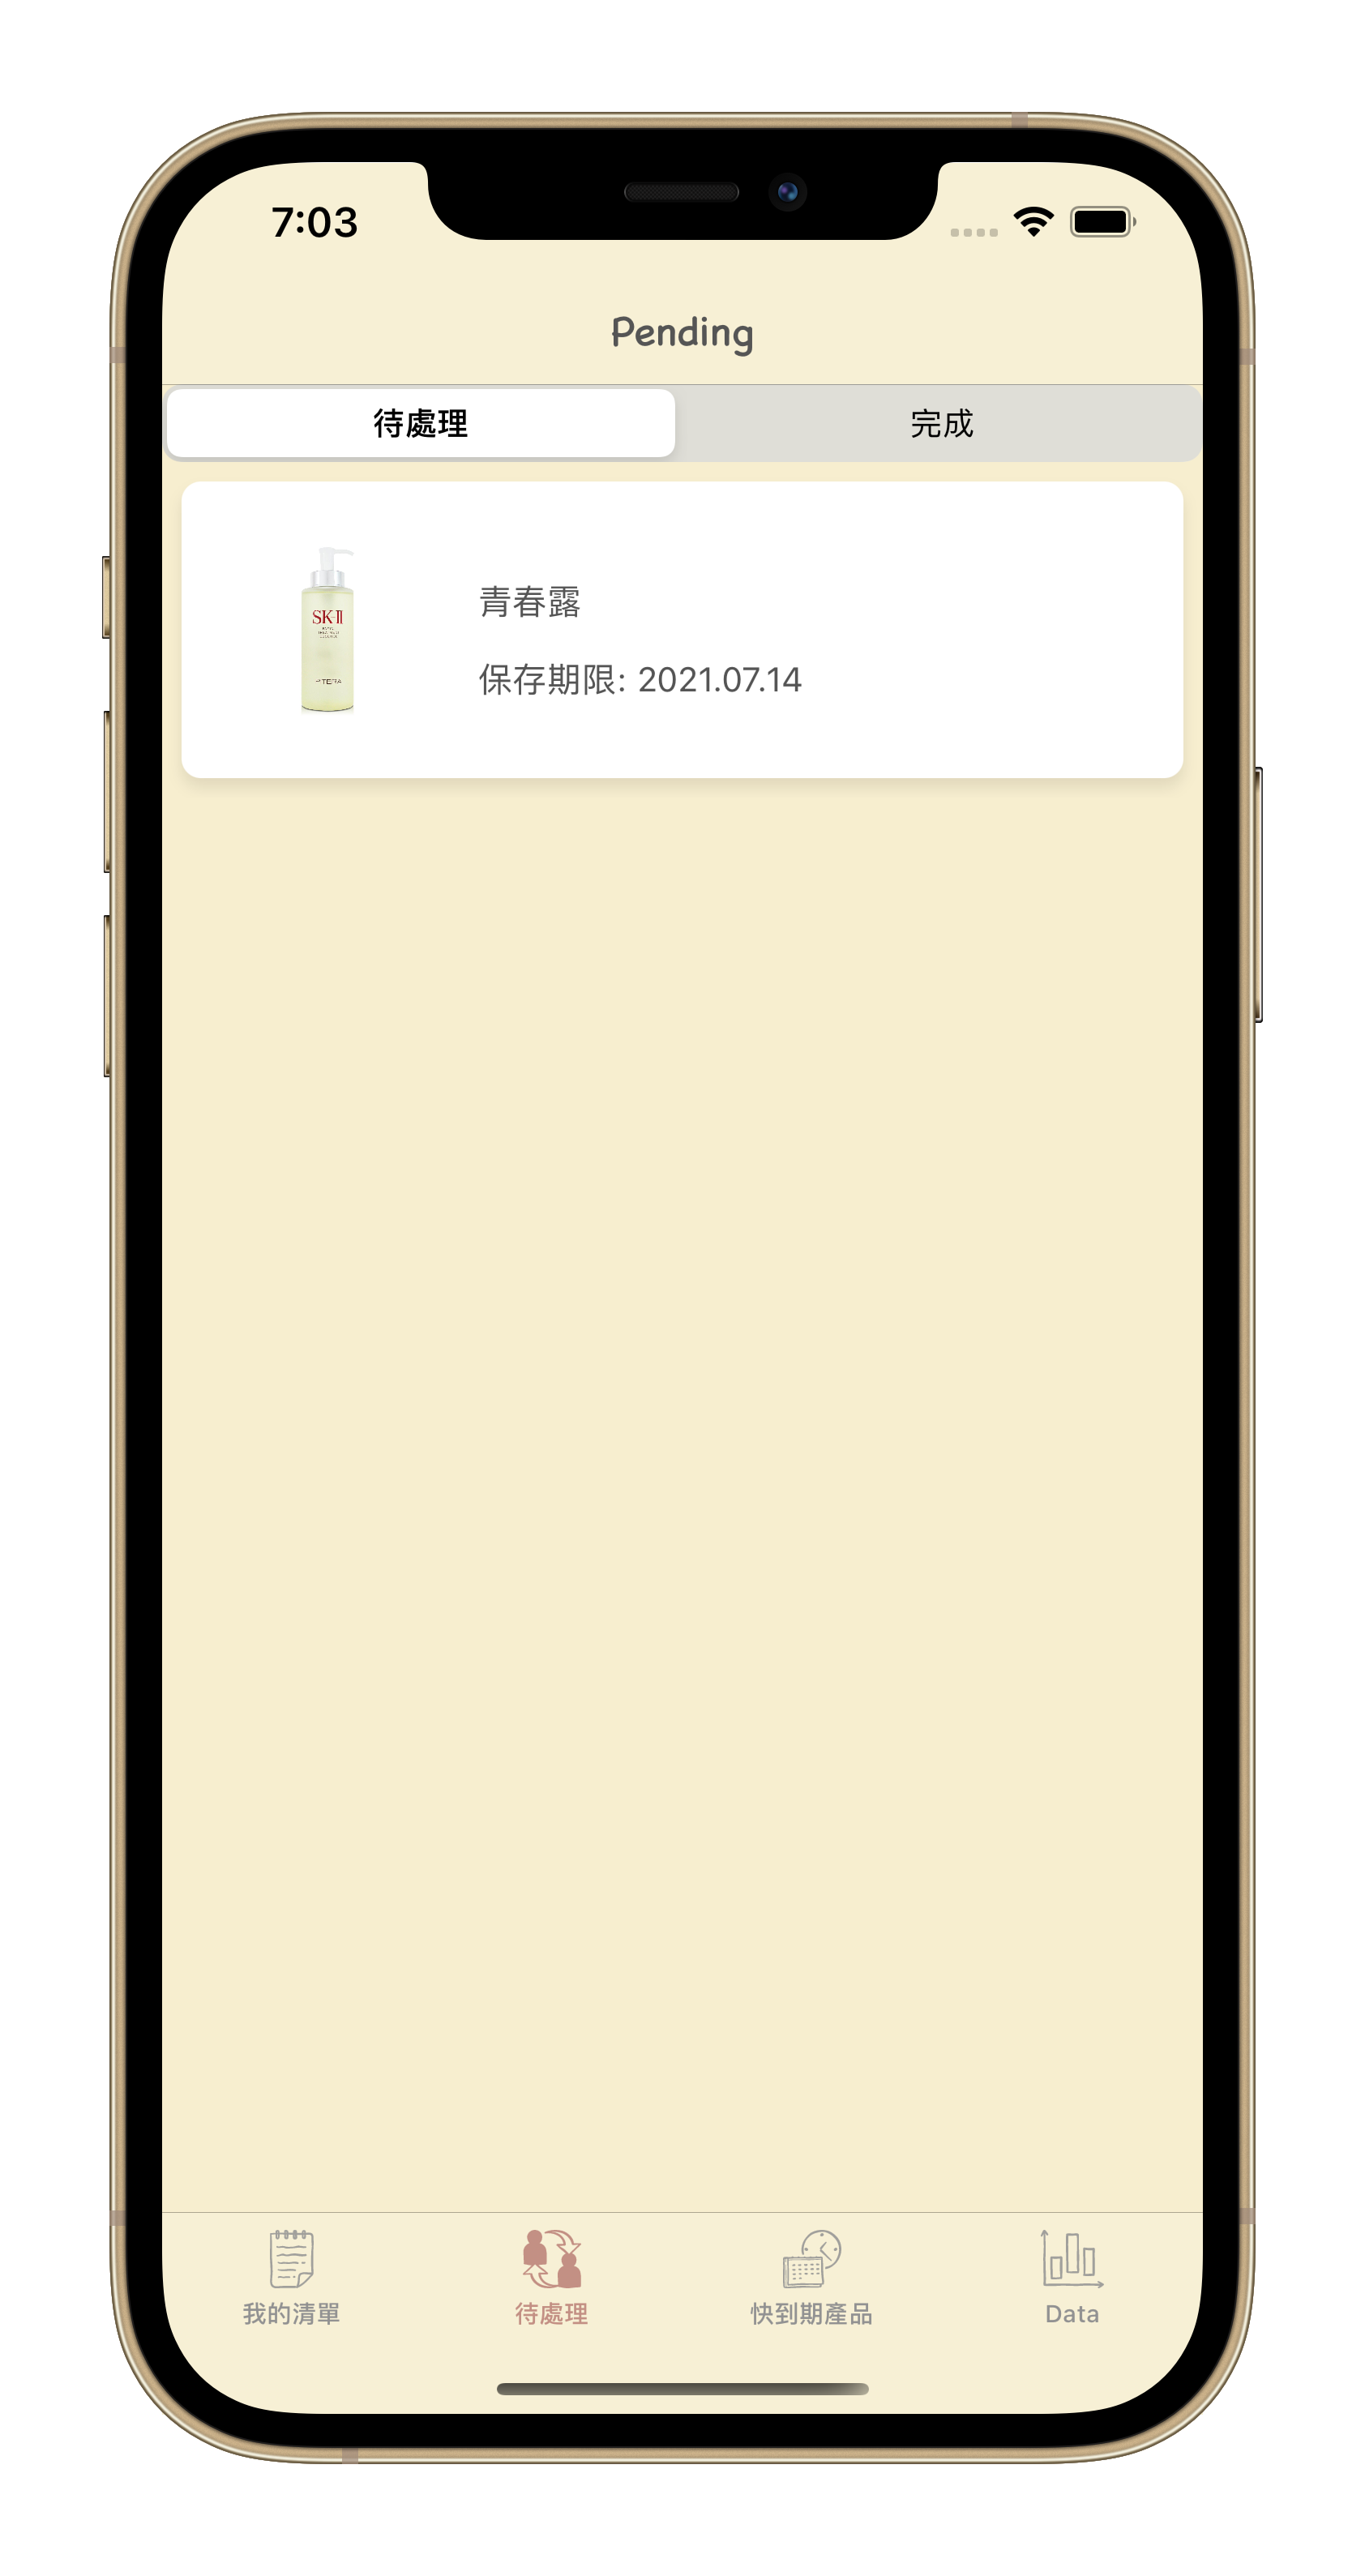 7:03
Pending
待處理
完成
SK-II
青春露
保存期限: 2021.07.14
我的清單
待處理
快到期產品
Data